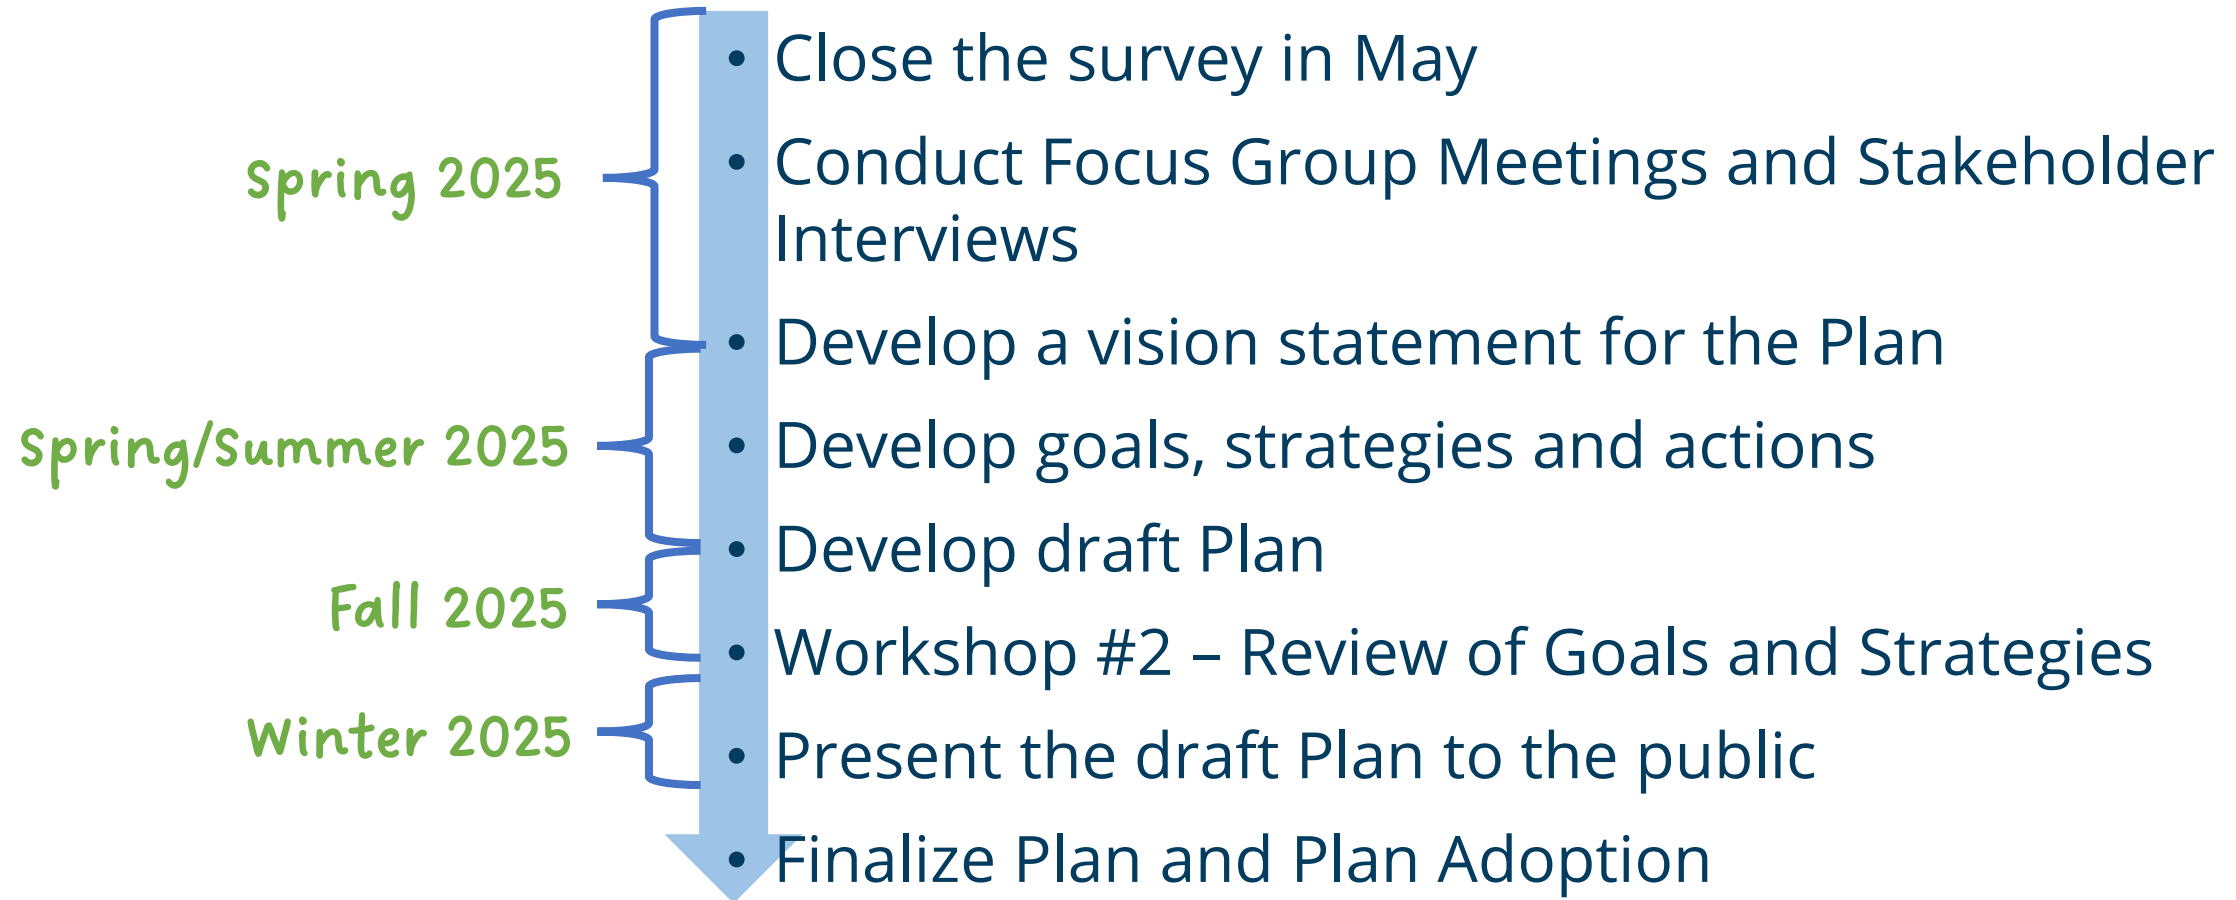 Spring 2025
• Close the survey in May
• Conduct Focus Group Meetings and Stakeholder
Interviews
• Develop a vision statement for the Plan
Spring/Summer 2025
• Develop goals, strategies and actions
• Develop draft Plan
Fall 2025
• Workshop #2 – Review of Goals and Strategies
Winter 2025
• Present the draft Plan to the public
• Finalize Plan and Plan Adoption